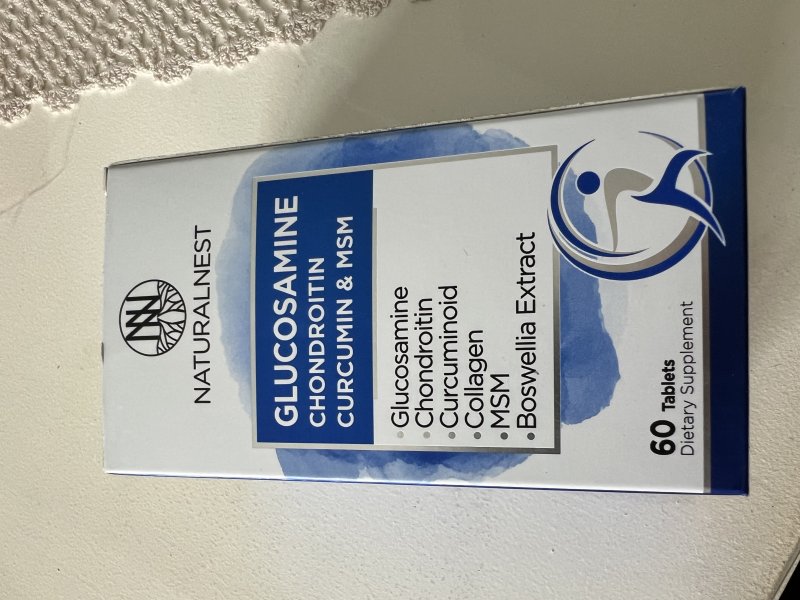 NATURALNEST
GLUCOSAMINE
CHONDROITIN
CURCUMIN & MSM
• Glucosamine
• Chondroitin
• Curcuminoid
• Collagen
• MSM
• Boswellia Extract
60 Tablets
Dietary Supplement